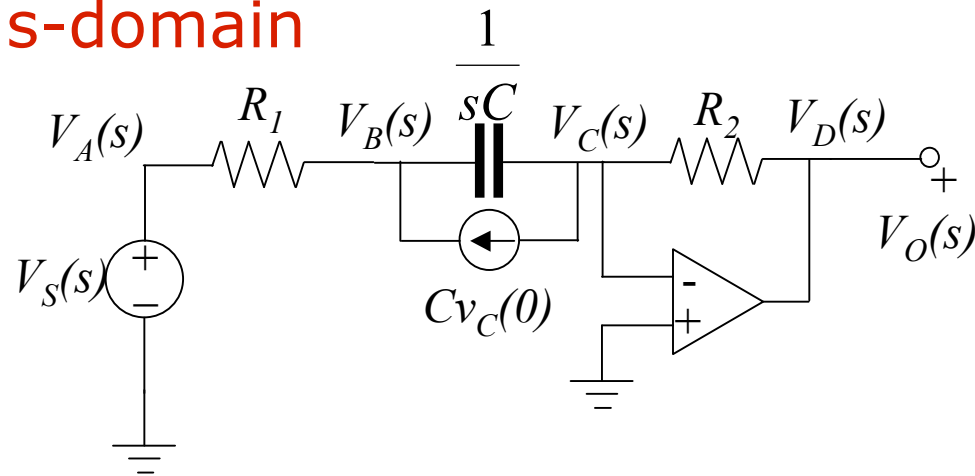 s-domain
1
sC
R_1
V_A(s)
V_B(s)
V_C(s)
R_2
V_D(s)
+
V_S(s)
+
−
Cv_C(0)
-
+
V_O(s)